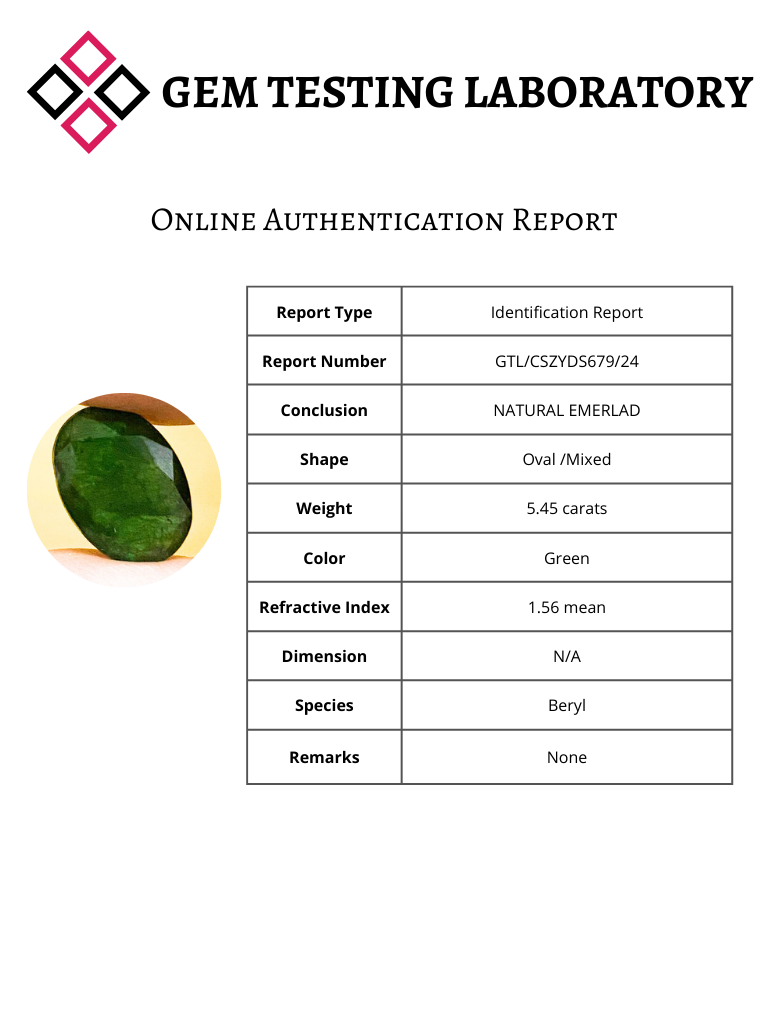 GEM TESTING LABORATORY
Online Authentication Report
Report Type Identification Report
Report Number GTL/CSZYDS679/24
Conclusion NATURAL EMERLAD
Shape Oval /Mixed
Weight 5.45 carats
Color Green
Refractive Index 1.56 mean
Dimension N/A
Species Beryl
Remarks None